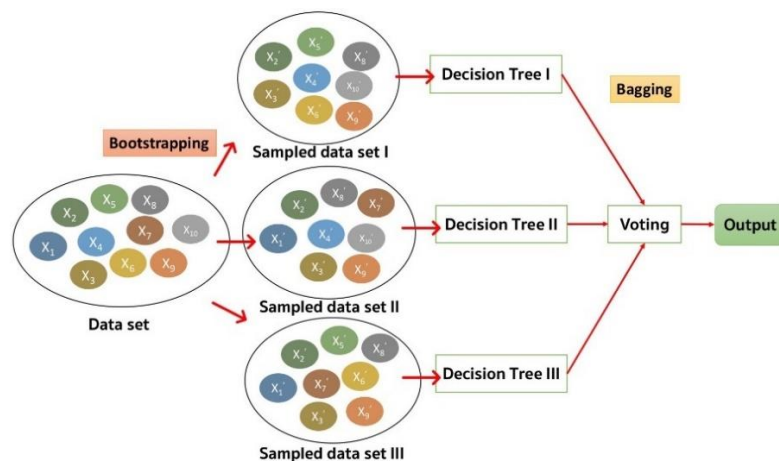 X₅´
X₂´
X₈´
X₄´
X₁₀´
X₃´
X₆´
X₉´
Sampled data set I
Decision Tree I
Bagging
Bootstrapping
X₅
X₈
X₂
X₇
X₁₀
X₁
X₄
X₆
X₉
X₃
Data set
X₈´
X₂´
X₇´
X₁´
X₄´
X₁₀´
X₃´
X₉´
Sampled data set II
Decision Tree II
Voting
Output
X₅´
X₂´
X₈´
X₁´
X₇´
X₆´
X₃´
X₉´
Sampled data set III
Decision Tree III